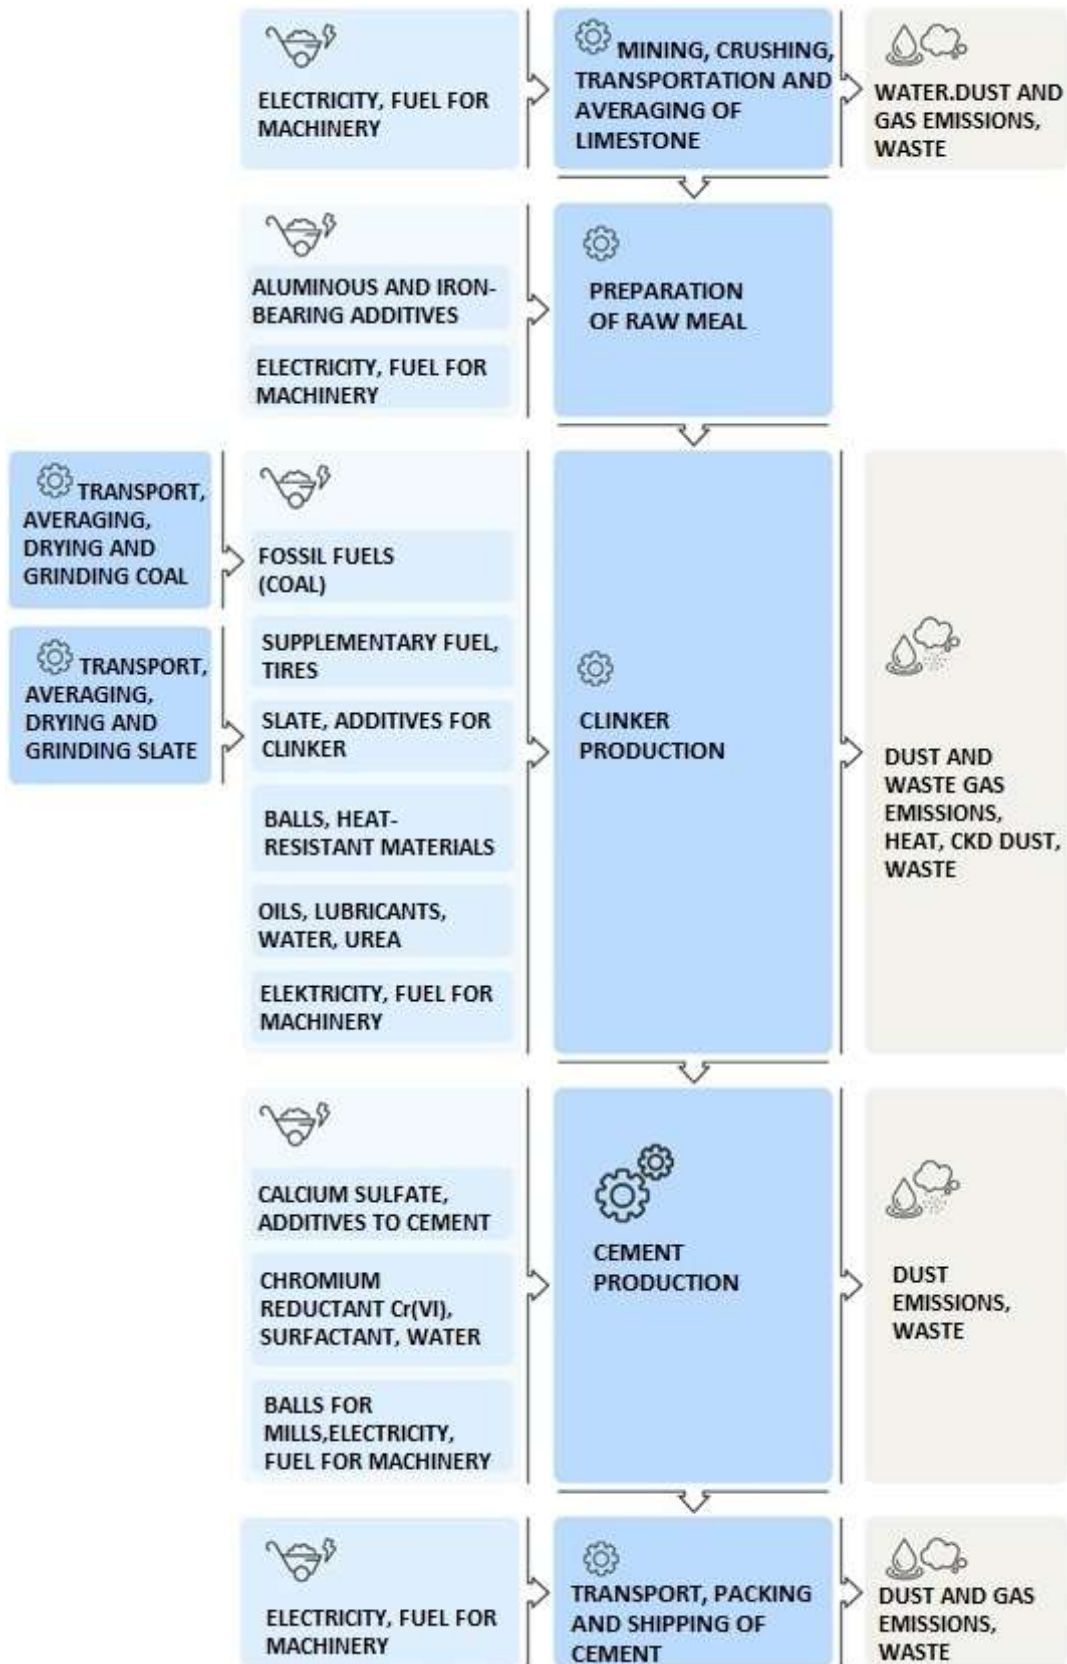 ELECTRICITY, FUEL FOR
MACHINERY
MINING, CRUSHING,
TRANSPORTATION AND
AVERAGING OF
LIMESTONE
WATER.DUST AND
GAS EMISSIONS,
WASTE
ALUMINOUS AND IRON-
BEARING ADDITIVES
ELECTRICITY, FUEL FOR
MACHINERY
PREPARATION
OF RAW MEAL
TRANSPORT,
AVERAGING,
DRYING AND
GRINDING COAL
TRANSPORT,
AVERAGING,
DRYING AND
GRINDING SLATE
FOSSIL FUELS
(COAL)
SUPPLEMENTARY FUEL,
TIRES
SLATE, ADDITIVES FOR
CLINKER
BALLS, HEAT-
RESISTANT MATERIALS
OILS, LUBRICANTS,
WATER, UREA
ELEKTRICITY, FUEL FOR
MACHINERY
CLINKER
PRODUCTION
DUST AND
WASTE GAS
EMISSIONS,
HEAT, CKD DUST,
WASTE
CALCIUM SULFATE,
ADDITIVES TO CEMENT
CHROMIUM
REDUCTANT Cr(VI),
SURFACTANT, WATER
BALLS FOR
MILLS,ELECTRICITY,
FUEL FOR MACHINERY
CEMENT
PRODUCTION
DUST
EMISSIONS,
WASTE
ELECTRICITY, FUEL FOR
MACHINERY
TRANSPORT, PACKING
AND SHIPPING OF
CEMENT
DUST AND GAS
EMISSIONS,
WASTE